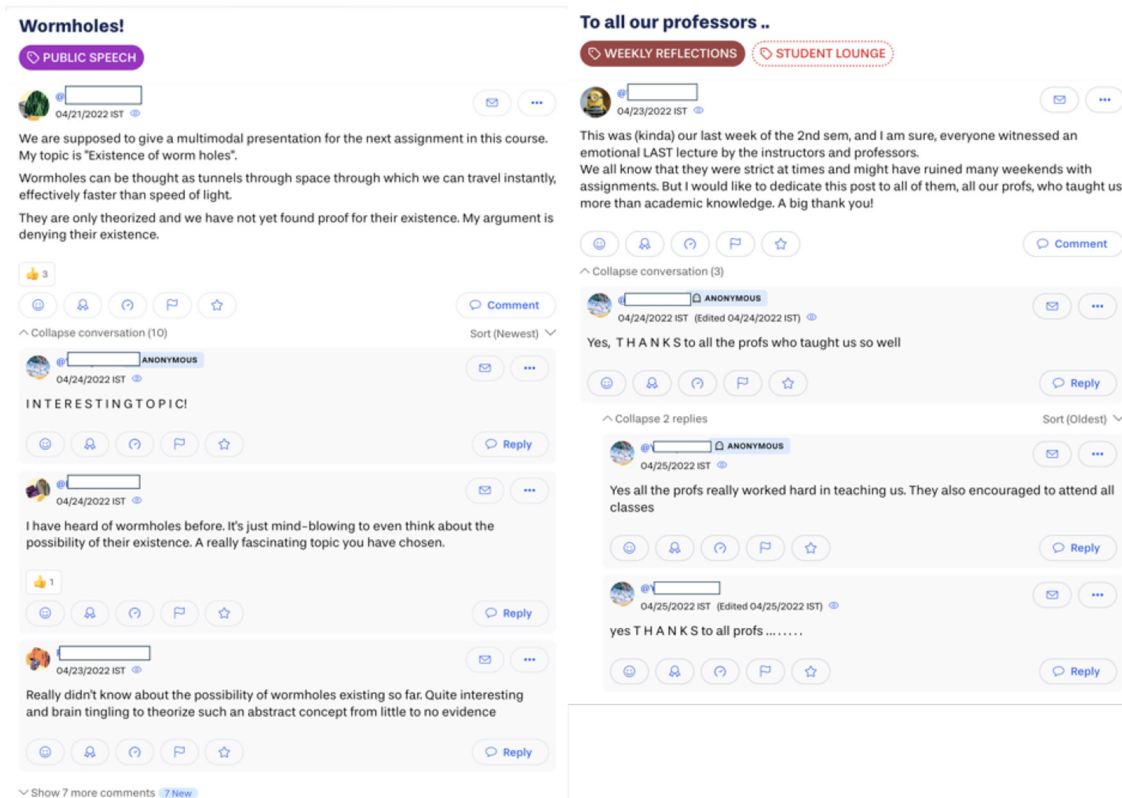 Wormholes!
PUBLIC SPEECH
@
04/21/2022 IST
We are supposed to give a multimodal presentation for the next assignment in this course.
My topic is "Existence of worm holes".
Wormholes can be thought as tunnels through space through which we can travel instantly,
effectively faster than speed of light.
They are only theorized and we have not yet found proof for their existence. My argument is
denying their existence.
3
Comment
Collapse conversation (10)
Sort (Newest)
ANONYMOUS
04/24/2022 IST
I N T E R E S T I N G T O P I C!
Reply
@
04/24/2022 IST
I have heard of wormholes before. It's just mind-blowing to even think about the
possibility of their existence. A really fascinating topic you have chosen.
1
Reply
04/23/2022 IST
Really didn't know about the possibility of wormholes existing so far. Quite interesting
and brain tingling to theorize such an abstract concept from little to no evidence
Reply
Show 7 more comments 7 New
To all our professors ..
WEEKLY REFLECTIONS STUDENT LOUNGE
@
04/23/2022 IST
This was (kinda) our last week of the 2nd sem, and I am sure, everyone witnessed an
emotional LAST lecture by the instructors and professors.
We all know that they were strict at times and might have ruined many weekends with
assignments. But I would like to dedicate this post to all of them, all our profs, who taught us
more than academic knowledge. A big thank you!
Comment
Collapse conversation (3)
ANONYMOUS
04/24/2022 IST (Edited 04/24/2022 IST)
Yes, T H A N K S to all the profs who taught us so well
Reply
Collapse 2 replies
Sort (Oldest)
ANONYMOUS
04/25/2022 IST
Yes all the profs really worked hard in teaching us. They also encouraged to attend all
classes
Reply
04/25/2022 IST (Edited 04/25/2022 IST)
yes T H A N K S to all profs ... . . . . .
Reply